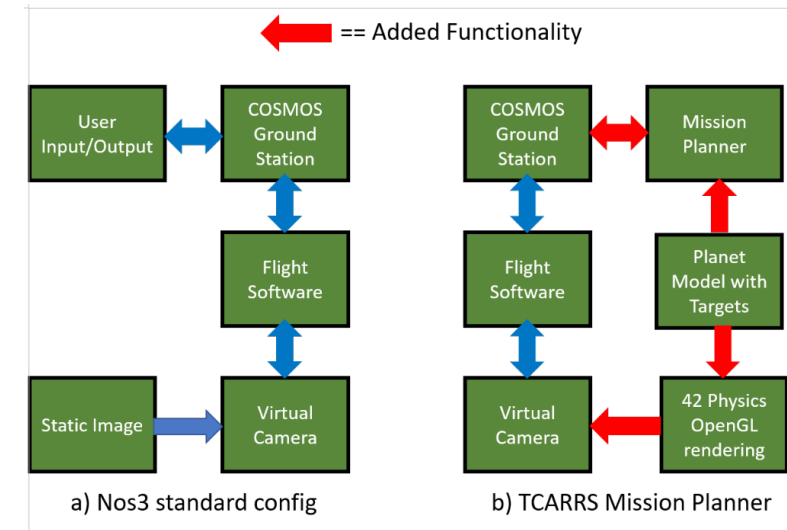 == Added Functionality
User
Input/Output
COSMOS
Ground
Station
COSMOS
Ground
Station
Mission
Planner
Flight
Software
Flight
Software
Planet
Model with
Targets
Static Image
Virtual
Camera
Virtual
Camera
42 Physics
OpenGL
rendering
a) Nos3 standard config
b) TCARRS Mission Planner